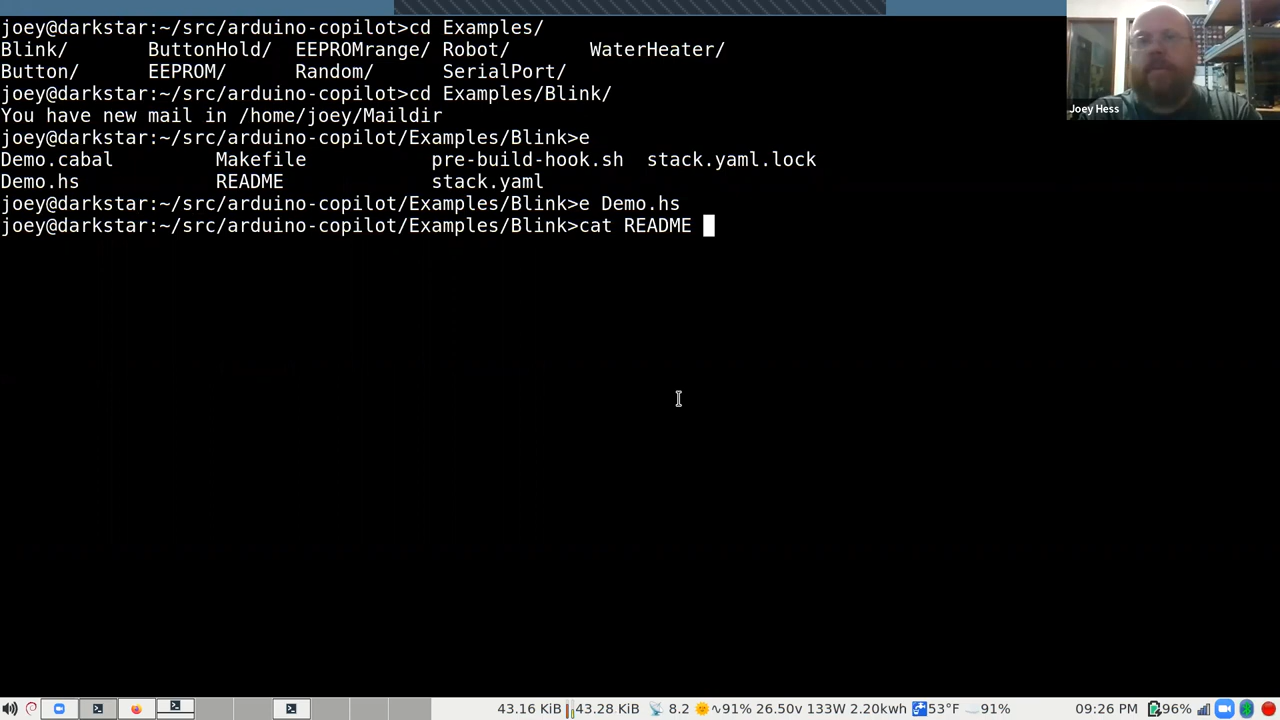 joey@darkstar:~/src/arduino-copilot>cd Examples/
Blink/ ButtonHold/ EEPROMrange/ Robot/ WaterHeater/
Button/ EEPROM/ Random/ SerialPort/
joey@darkstar:~/src/arduino-copilot>cd Examples/Blink/
You have new mail in /home/joey/Maildir
joey@darkstar:~/src/arduino-copilot/Examples/Blink>e
Demo.cabal Makefile pre-build-hook.sh stack.yaml.lock
Demo.hs README stack.yaml
joey@darkstar:~/src/arduino-copilot/Examples/Blink>e Demo.hs
joey@darkstar:~/src/arduino-copilot/Examples/Blink>cat README
Joey Hess
43.16 KiB 43.28 KiB 8.2 ∿91% 26.50v 133W 2.20kwh 53°F 91% 09:26 PM 96%